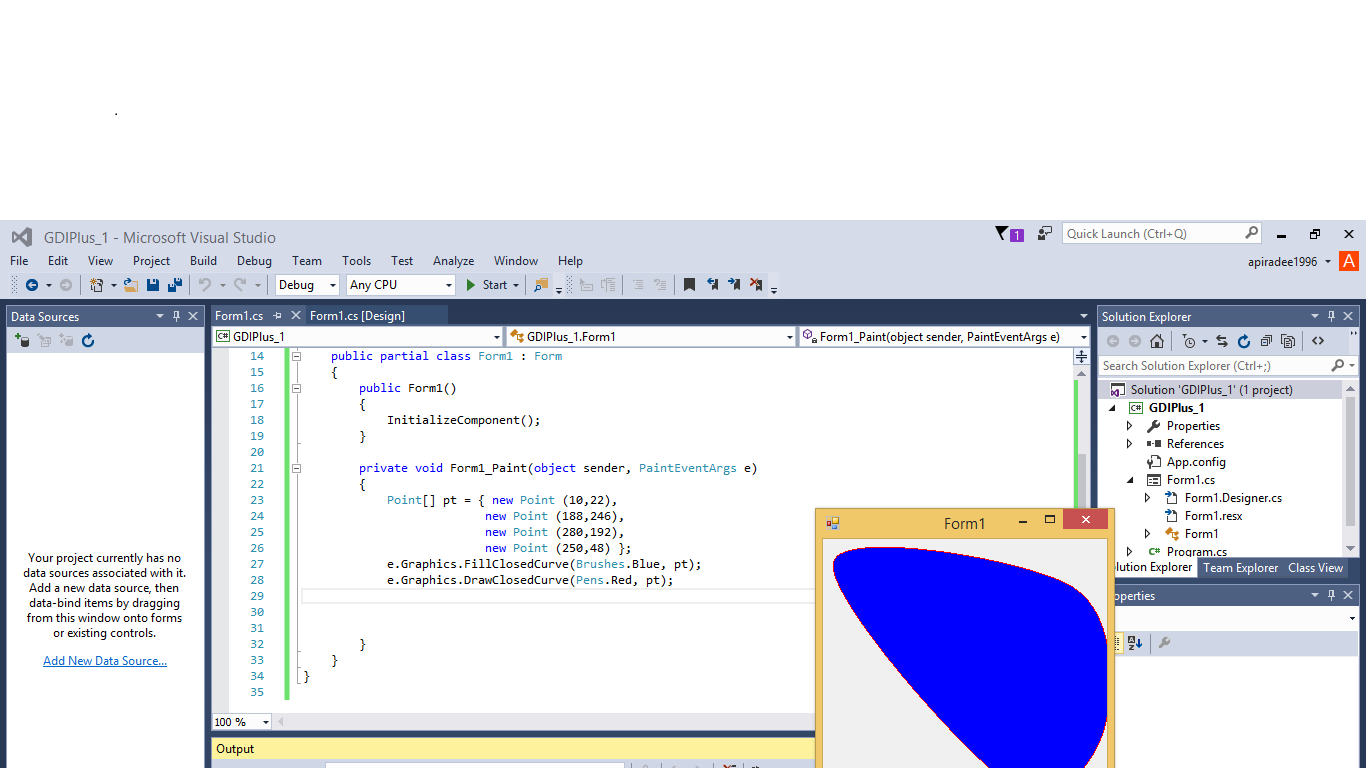 .
GDIPlus_1 - Microsoft Visual Studio
1
Quick Launch (Ctrl+Q)
File Edit View Project Build Debug Team Tools Test Analyze Window Help
apiradee1996 A
Debug Any CPU Start
Data Sources
Your project currently has no
data sources associated with it.
Add a new data source, then
data-bind items by dragging
from this window onto forms
or existing controls.
Add New Data Source...
Form1.cs Form1.cs [Design]
C# GDIPlus_1 GDIPlus_1.Form1 Form1_Paint(object sender, PaintEventArgs e)
14 public partial class Form1 : Form
15 {
16 public Form1()
17 {
18 InitializeComponent();
19 }
20
21 private void Form1_Paint(object sender, PaintEventArgs e)
22 {
23 Point[] pt = { new Point (10,22),
24 new Point (188,246),
25 new Point (280,192),
26 new Point (250,48) };
27 e.Graphics.FillClosedCurve(Brushes.Blue, pt);
28 e.Graphics.DrawClosedCurve(Pens.Red, pt);
29
30
31
32 }
33 }
34 }
35
100 %
Output
Form1
Solution Explorer
Search Solution Explorer (Ctrl+;)
Solution 'GDIPlus_1' (1 project)
C# GDIPlus_1
Properties
References
App.config
Form1.cs
Form1.Designer.cs
Form1.resx
Form1
C# Program.cs
olution Explorer Team Explorer Class View
operties